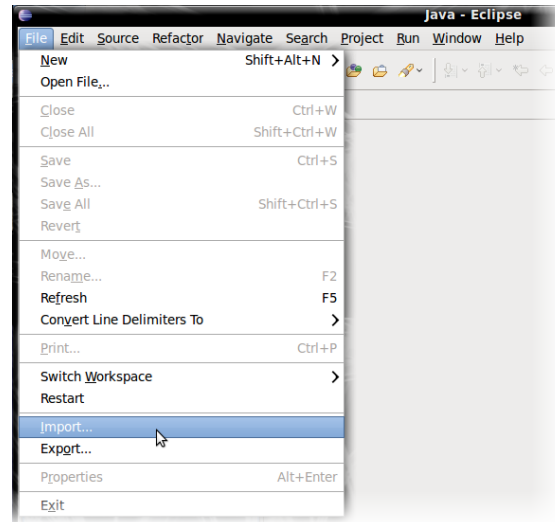 Java - Eclipse
File Edit Source Refactor Navigate Search Project Run Window Help
New Shift+Alt+N
Open File...
Close Ctrl+W
Close All Shift+Ctrl+W
Save Ctrl+S
Save As...
Save All Shift+Ctrl+S
Revert
Move...
Rename... F2
Refresh F5
Convert Line Delimiters To
Print... Ctrl+P
Switch Workspace
Restart
Import...
Export...
Properties Alt+Enter
Exit